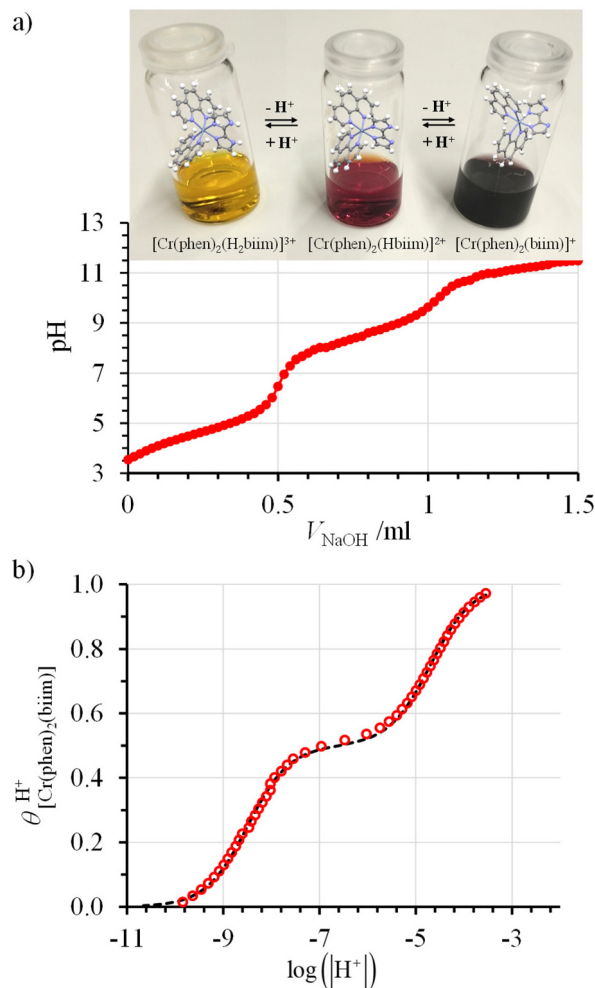 a)
- H⁺
+ H⁺
- H⁺
+ H⁺
[Cr(phen)₂(H₂biim)]³⁺
[Cr(phen)₂(Hbiim)]²⁺
[Cr(phen)₂(biim)]⁺
13
11
9
7
5
3
pH
0
0.5
1
1.5
V_NaOH /ml
b)
1.0
0.8
0.6
0.4
0.2
0.0
θ^H⁺_[Cr(phen)₂(biim)]
-11
-9
-7
-5
-3
log(|H⁺|)